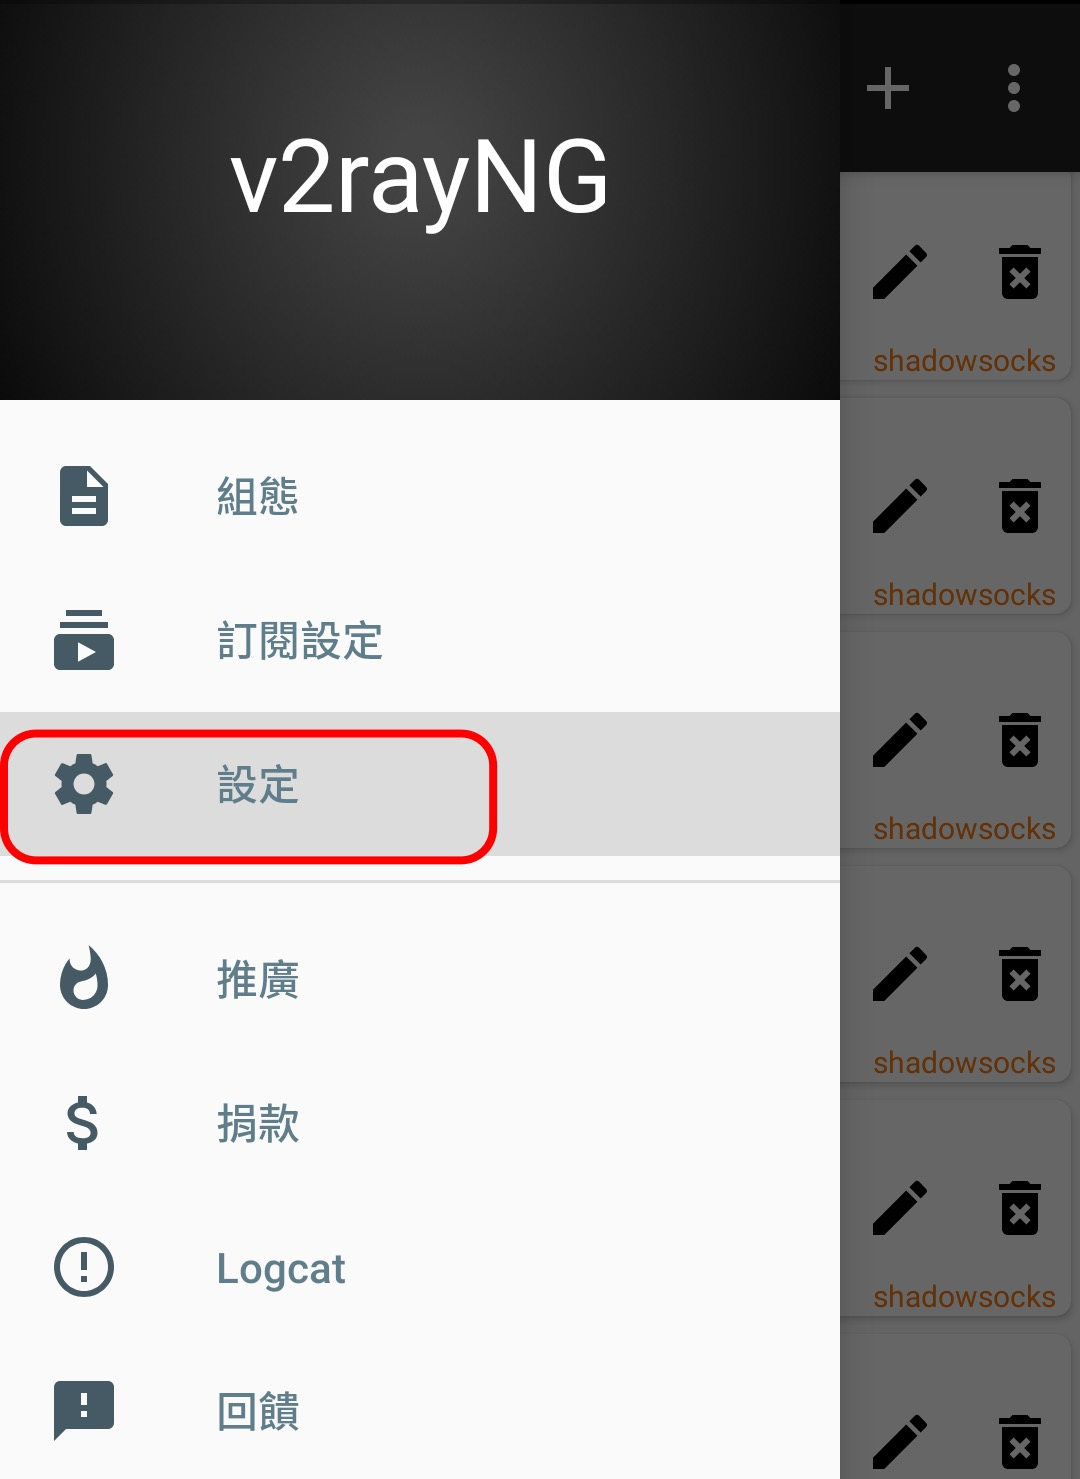 v2rayNG
shadowsocks
組態
shadowsocks
訂閱設定
設定
shadowsocks
推廣
shadowsocks
捐款
Logcat
shadowsocks
回饋